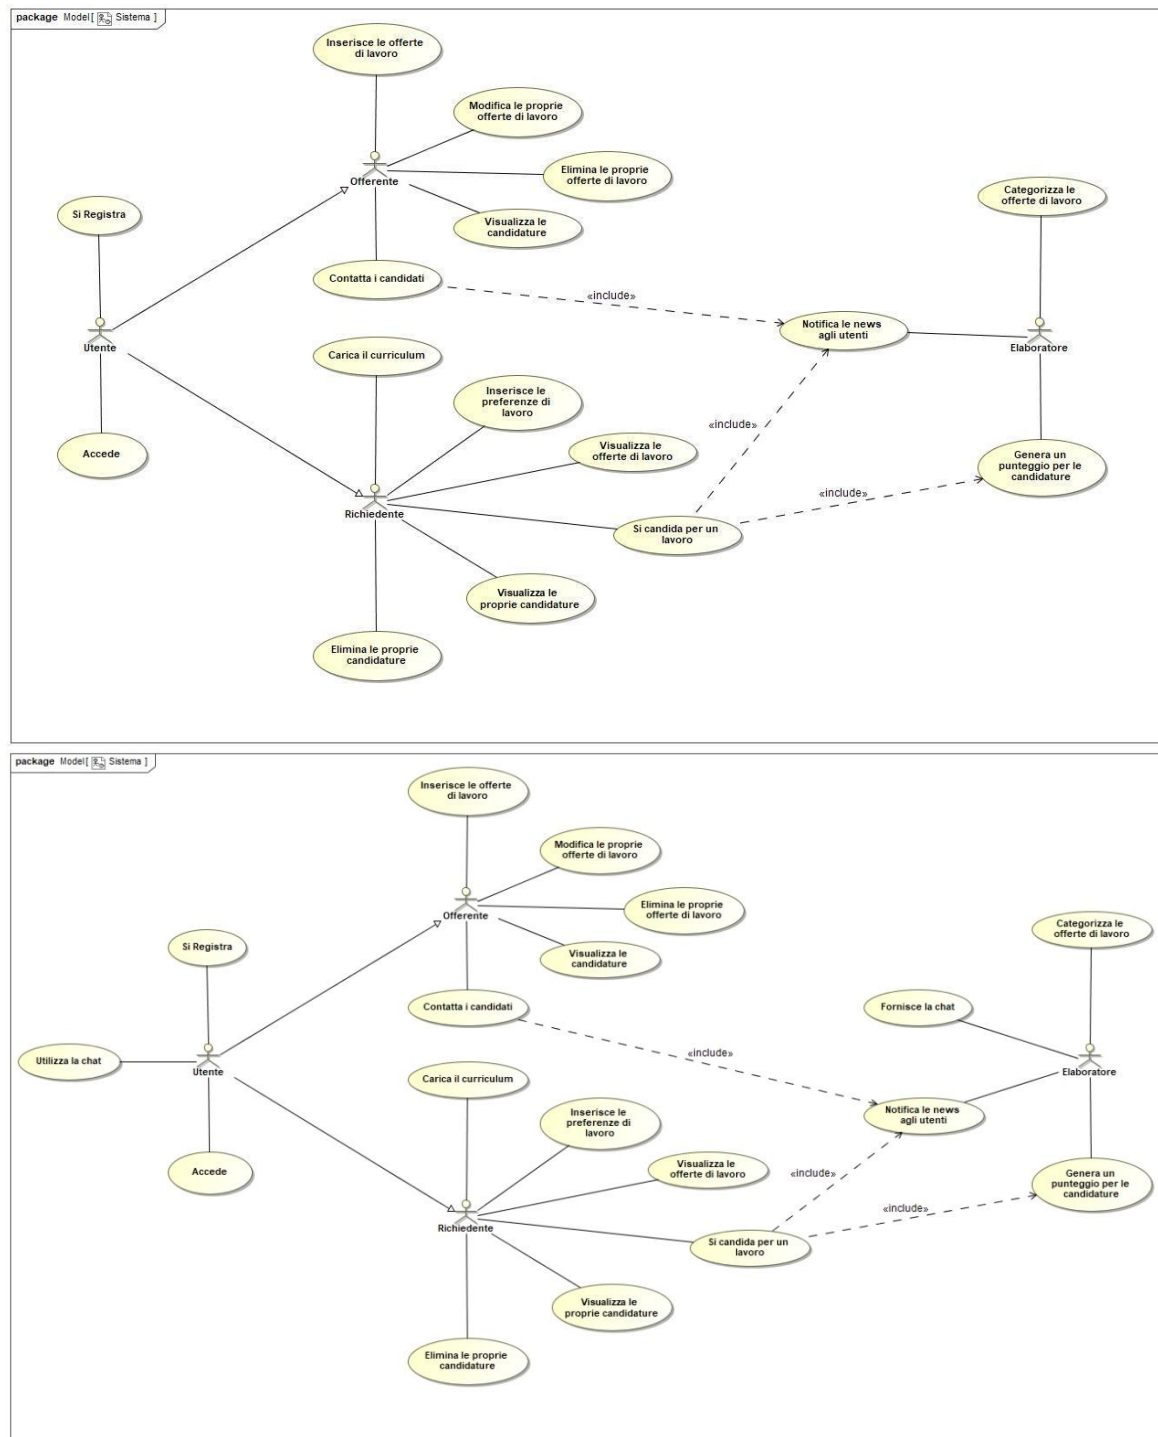 package Model [ Sistema ]
Inserisce le offerte
di lavoro
Modifica le proprie
offerte di lavoro
Elimina le proprie
offerte di lavoro
Offerente
Categorizza le
offerte di lavoro
Si Registra
Visualizza le
candidature
Contatta i candidati
«include»
Notifica le news
agli utenti
Utente
Elaboratore
Carica il curriculum
Inserisce le
preferenze di
lavoro
«include»
Visualizza le
offerte di lavoro
Accede
Genera un
punteggio per le
candidature
«include»
Richiedente
Si candida per un
lavoro
Visualizza le
proprie candidature
Elimina le proprie
candidature
package Model [ Sistema ]
Inserisce le offerte
di lavoro
Modifica le proprie
offerte di lavoro
Elimina le proprie
offerte di lavoro
Offerente
Categorizza le
offerte di lavoro
Si Registra
Visualizza le
candidature
Contatta i candidati
Fornisce la chat
«include»
Utilizza la chat
Utente
Elaboratore
Carica il curriculum
Notifica le news
agli utenti
Inserisce le
preferenze di
lavoro
Visualizza le
offerte di lavoro
«include»
Accede
Genera un
punteggio per le
candidature
«include»
Richiedente
Si candida per un
lavoro
Visualizza le
proprie candidature
Elimina le proprie
candidature